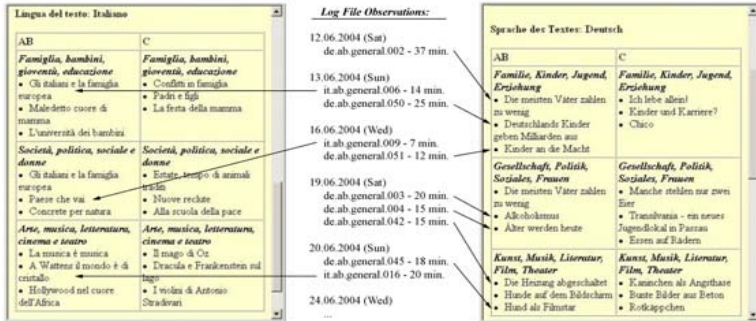 Lingua del testo: Italiano
AB
C
Famiglia, bambini,
gioventù, educazione
• Gli italiani e la famiglia
europea
• Maledetto cuore di
mamma
• L'università dei bambini
Famiglia, bambini,
gioventù, educazione
• Conflitti in famiglia
• Padri e figli
• La festa della mamma
Società, politica, sociale e
donne
• Gli italiani e la famiglia
europea
• Paese che vai
• Concrete per natura
Società, politica, sociale e
donne
• Estate, tempo di animali
traditi
• Nuove reclute
• Alla scuola della pace
Arte, musica, letteratura,
cinema e teatro
• La musica è musica
• A Wattens il mondo è di
cristallo
• Hollywood nel cuore
dell'Africa
Arte, musica, letteratura,
cinema e teatro
• Il mago di Oz
• Dracula e Frankenstein sul
lago
• I violini di Antonio
Stradivari
Log File Observations:
12.06.2004 (Sat)
de.ab.general.002 - 37 min.
13.06.2004 (Sun)
it.ab.general.006 - 14 min.
de.ab.general.050 - 25 min.
16.06.2004 (Wed)
it.ab.general.009 - 7 min.
de.ab.general.051 - 12 min.
19.06.2004 (Sat)
de.ab.general.003 - 20 min.
de.ab.general.004 - 15 min.
de.ab.general.042 - 15 min.
20.06.2004 (Sun)
de.ab.general.045 - 18 min.
it.ab.general.016 - 20 min.
24.06.2004 (Wed)
...
Sprache des Textes: Deutsch
AB
C
Familie, Kinder, Jugend,
Erziehung
• Die meisten Väter zahlen
zu wenig
• Deutschlands Kinder
geben Milliarden aus
• Kinder an die Macht
Familie, Kinder, Jugend,
Erziehung
• Ich lebe allein!
• Kinder und Karriere?
• Chico
Gesellschaft, Politik,
Soziales, Frauen
• Die meisten Väter zahlen
zu wenig
• Alkoholismus
• Älter werden heute
Gesellschaft, Politik,
Soziales, Frauen
• Manche stehlen nur zwei
Eier
• Transilvania - ein neues
Jugendlokal in Passau
• Essen auf Rädern
Kunst, Musik, Literatur,
Film, Theater
• Die Heizung abgeschaltet
• Hunde auf dem Bildschirm
• Hund als Filmstar
Kunst, Musik, Literatur,
Film, Theater
• Kaninchen als Angsthase
• Bunte Bilder aus Beton
• Rotkäppchen